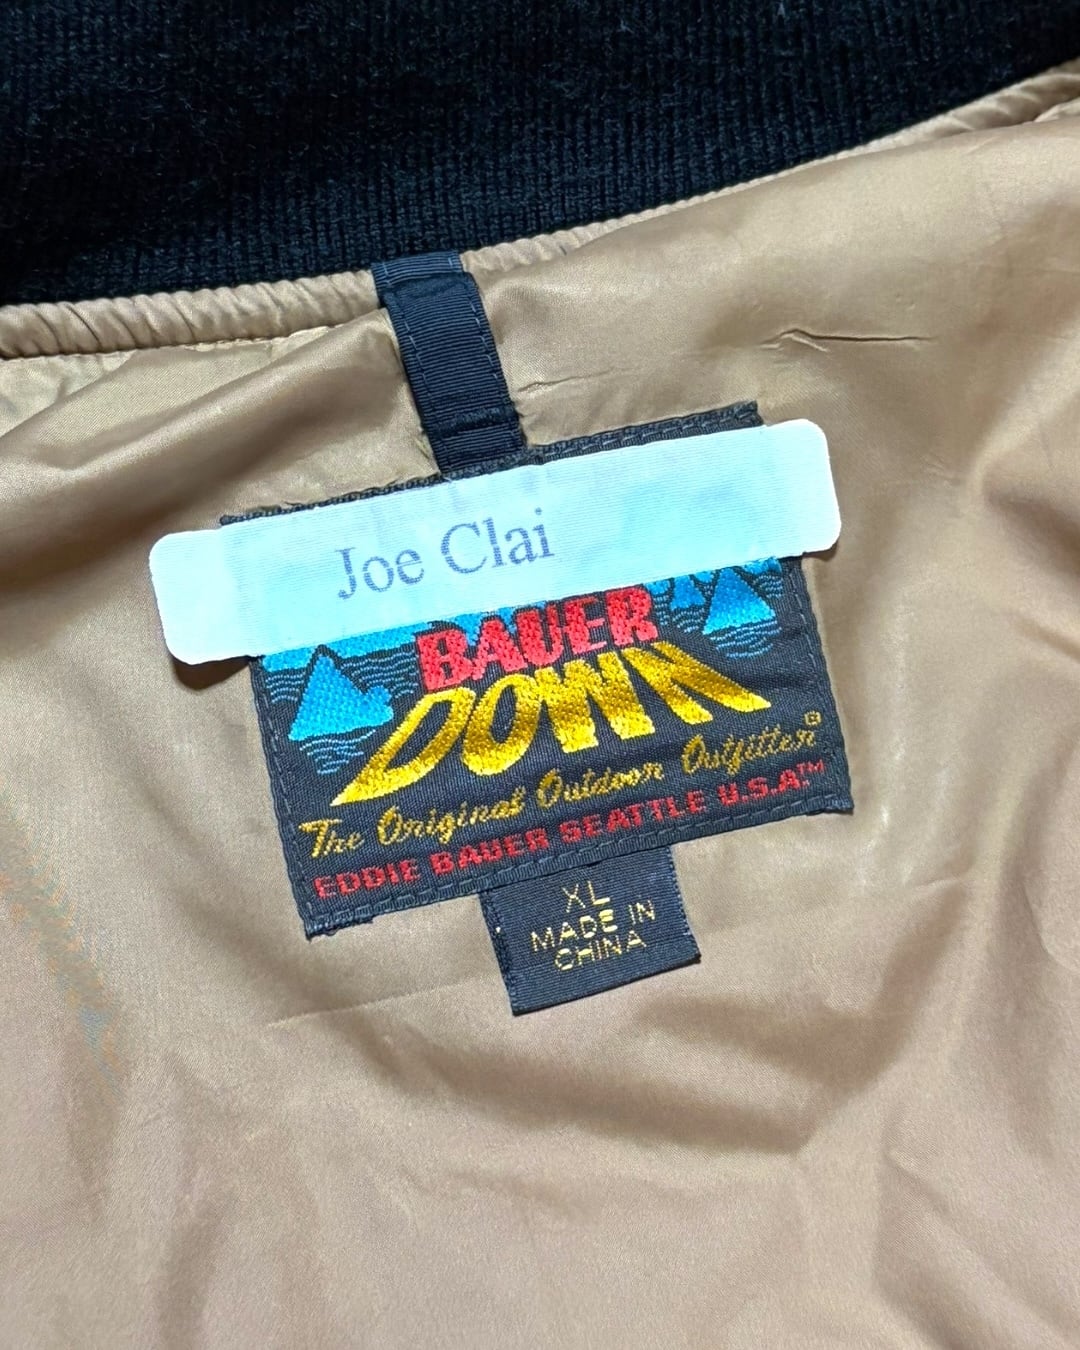 Joe Clai
BAUER
DOWN
The Original Outdoor Outfitter®
EDDIE BAUER SEATTLE U.S.A.™
XL
MADE IN
CHINA